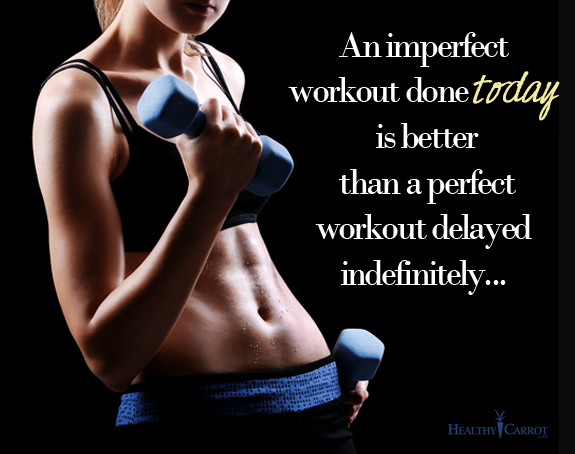 An imperfect
workout done today
is better
than a perfect
workout delayed
indefinitely...
HEALTHY CARROT